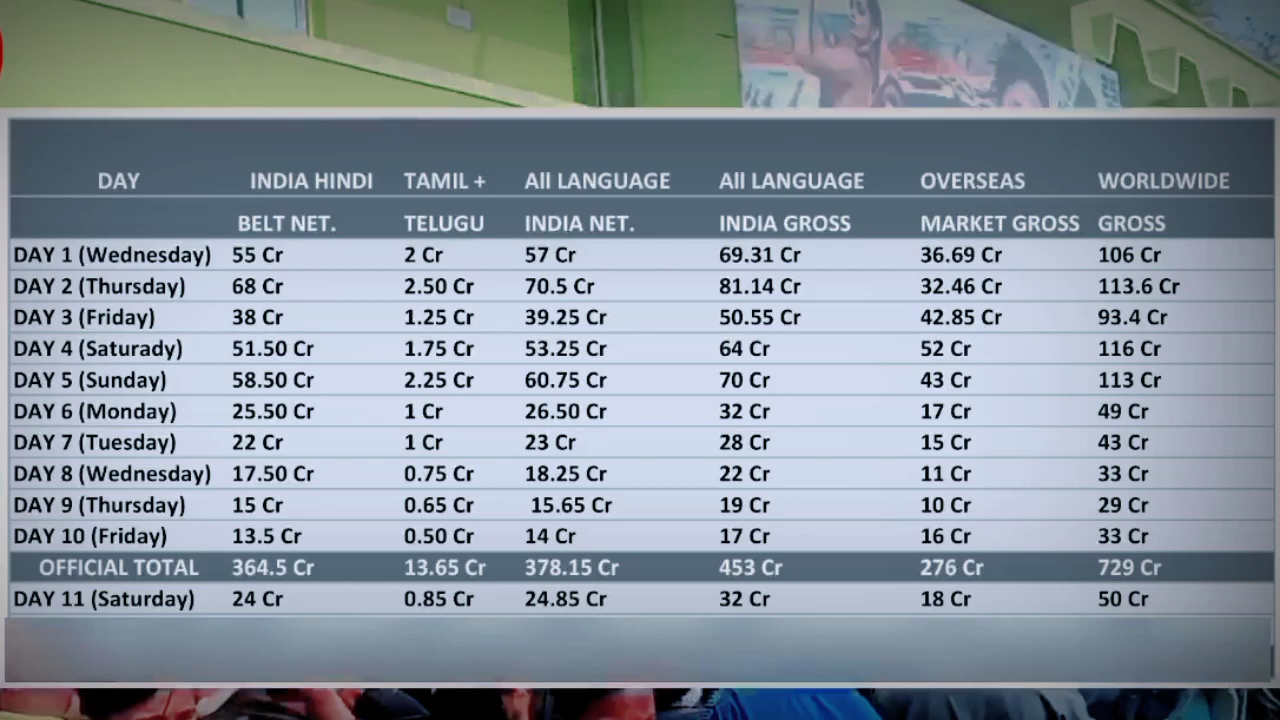 DAY INDIA HINDI TAMIL + All LANGUAGE All LANGUAGE OVERSEAS WORLDWIDE
BELT NET. TELUGU INDIA NET. INDIA GROSS MARKET GROSS GROSS
DAY 1 (Wednesday) 55 Cr 2 Cr 57 Cr 69.31 Cr 36.69 Cr 106 Cr
DAY 2 (Thursday) 68 Cr 2.50 Cr 70.5 Cr 81.14 Cr 32.46 Cr 113.6 Cr
DAY 3 (Friday) 38 Cr 1.25 Cr 39.25 Cr 50.55 Cr 42.85 Cr 93.4 Cr
DAY 4 (Saturady) 51.50 Cr 1.75 Cr 53.25 Cr 64 Cr 52 Cr 116 Cr
DAY 5 (Sunday) 58.50 Cr 2.25 Cr 60.75 Cr 70 Cr 43 Cr 113 Cr
DAY 6 (Monday) 25.50 Cr 1 Cr 26.50 Cr 32 Cr 17 Cr 49 Cr
DAY 7 (Tuesday) 22 Cr 1 Cr 23 Cr 28 Cr 15 Cr 43 Cr
DAY 8 (Wednesday) 17.50 Cr 0.75 Cr 18.25 Cr 22 Cr 11 Cr 33 Cr
DAY 9 (Thursday) 15 Cr 0.65 Cr 15.65 Cr 19 Cr 10 Cr 29 Cr
DAY 10 (Friday) 13.5 Cr 0.50 Cr 14 Cr 17 Cr 16 Cr 33 Cr
OFFICIAL TOTAL 364.5 Cr 13.65 Cr 378.15 Cr 453 Cr 276 Cr 729 Cr
DAY 11 (Saturday) 24 Cr 0.85 Cr 24.85 Cr 32 Cr 18 Cr 50 Cr